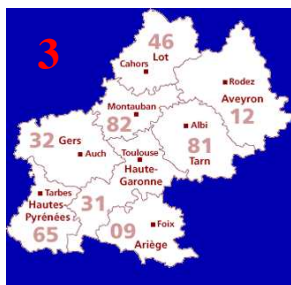 3
46
Lot
Cahors
Rodez
Aveyron
12
Montauban
82
32 Gers
Auch
Albi
81
Tarn
Toulouse
Haute-
Garonne
31
Tarbes
Hautes
Pyrénées
65
09
Foix
Ariège